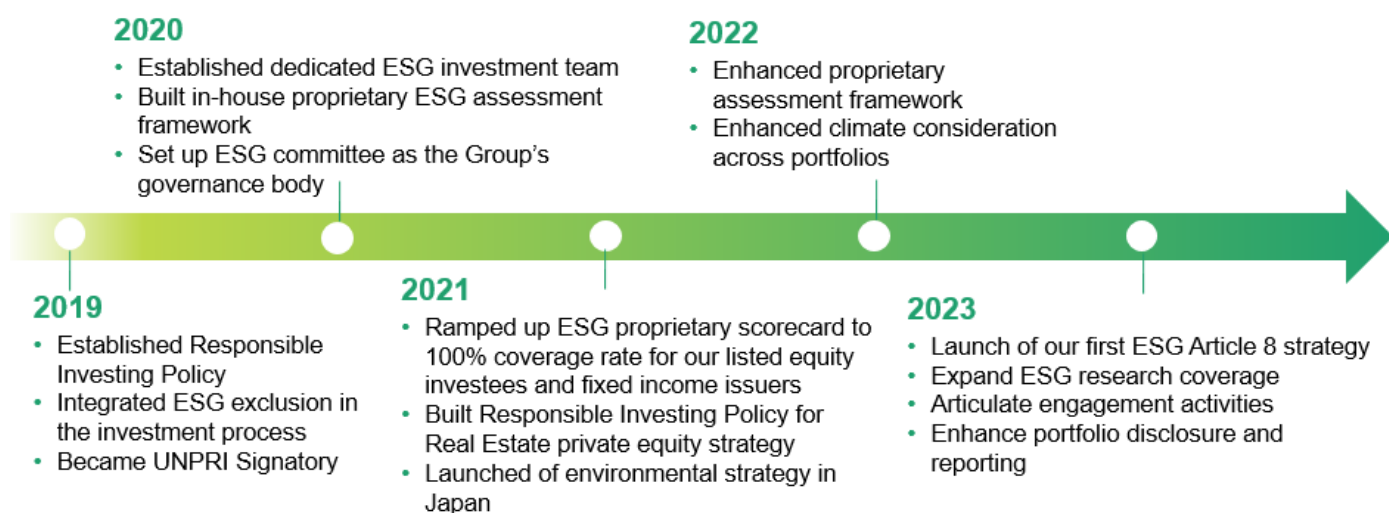 2020
• Established dedicated ESG investment team
• Built in-house proprietary ESG assessment
framework
• Set up ESG committee as the Group's
governance body
2022
• Enhanced proprietary
assessment framework
• Enhanced climate consideration
across portfolios
2019
• Established Responsible
Investing Policy
• Integrated ESG exclusion in
the investment process
• Became UNPRI Signatory
2021
• Ramped up ESG proprietary scorecard to
100% coverage rate for our listed equity
investees and fixed income issuers
• Built Responsible Investing Policy for
Real Estate private equity strategy
• Launched of environmental strategy in
Japan
2023
• Launch of our first ESG Article 8 strategy
• Expand ESG research coverage
• Articulate engagement activities
• Enhance portfolio disclosure and
reporting